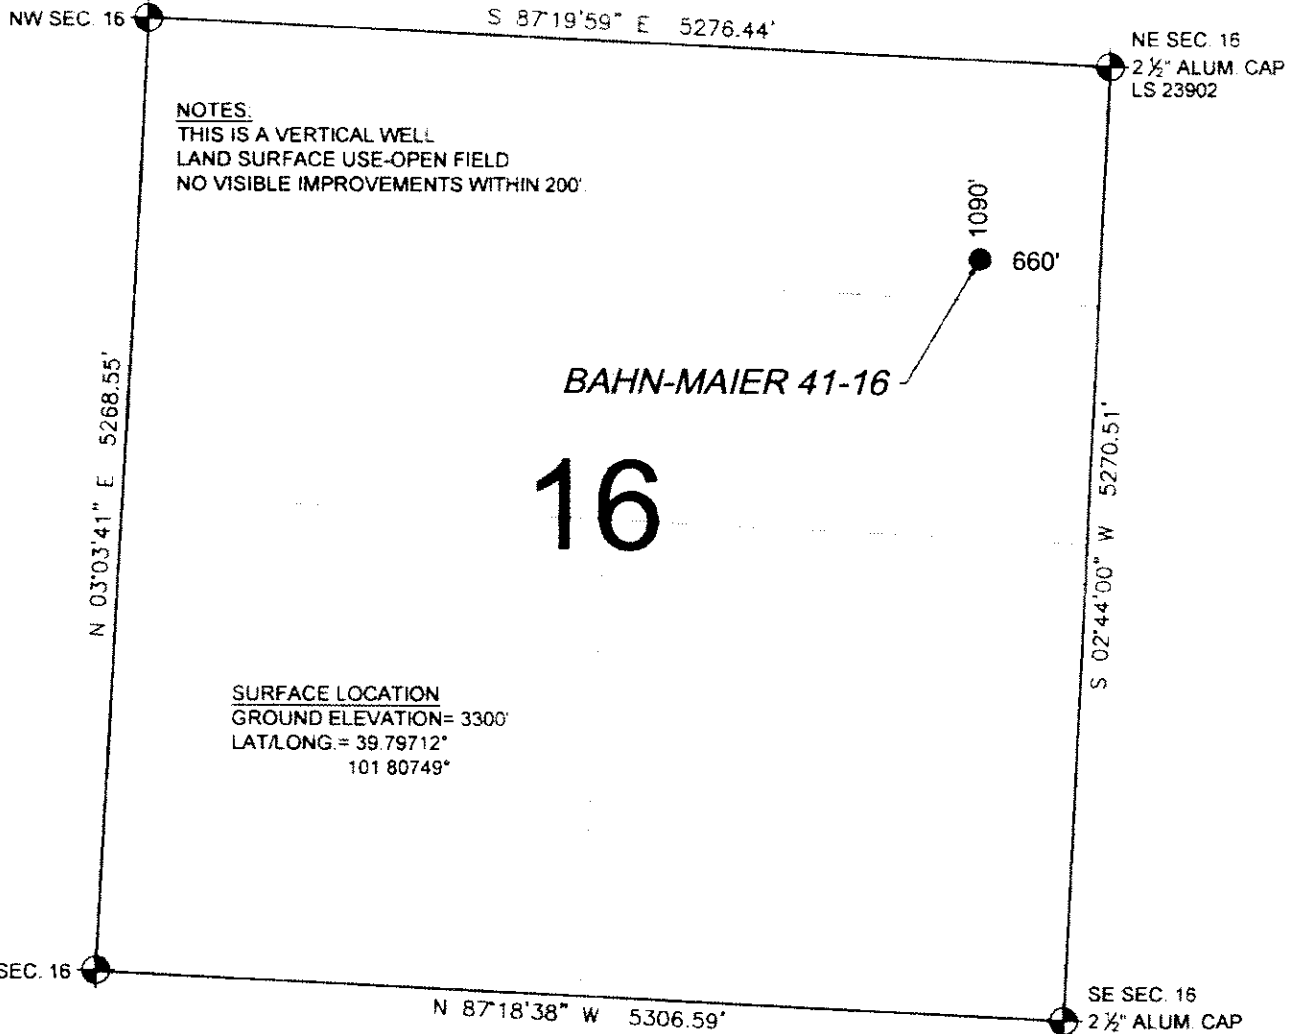 NW SEC. 16
S 87°19'59" E 5276.44'
NE SEC. 16
2 ½" ALUM. CAP
LS 23902
NOTES:
THIS IS A VERTICAL WELL
LAND SURFACE USE-OPEN FIELD
NO VISIBLE IMPROVEMENTS WITHIN 200'
1090'
660'
BAHN-MAIER 41-16
N 03°03'41" E 5268.55'
16
S 02°44'00" W 5270.51'
SURFACE LOCATION
GROUND ELEVATION= 3300'
LAT/LONG.= 39.79712°
101 80749°
SEC. 16
N 87°18'38" W 5306.59'
SE SEC. 16
2 ½" ALUM. CAP